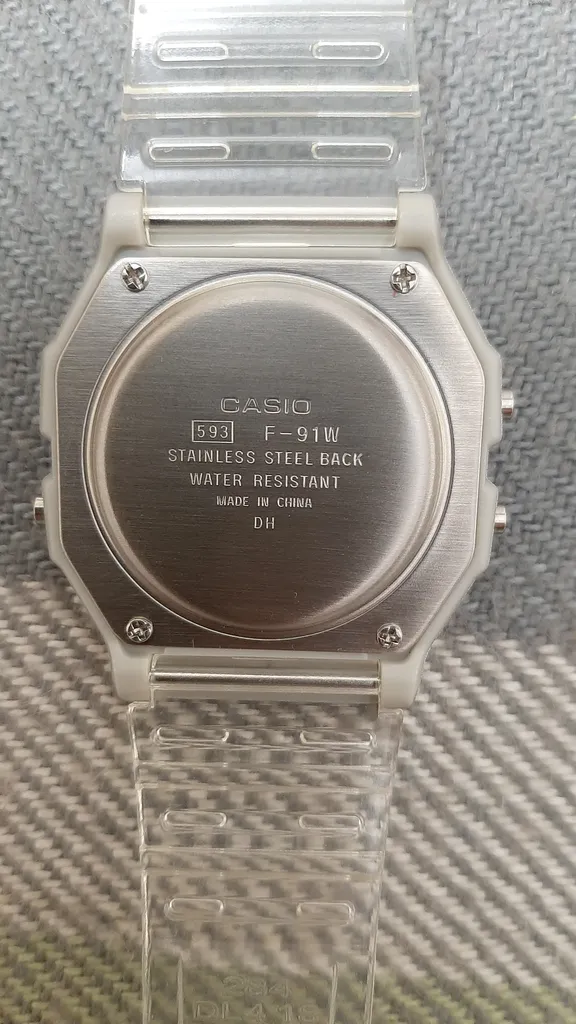 CASIO
593 F-91W
STAINLESS STEEL BACK
WATER RESISTANT
MADE IN CHINA
DH